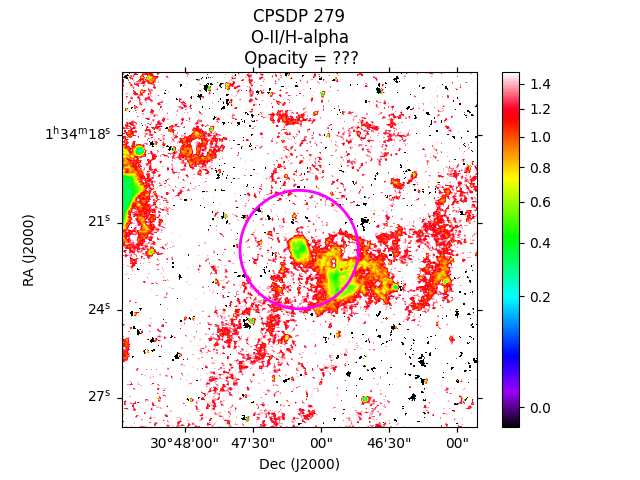 CPSDP 279
O-II/H-alpha
Opacity = ???
1ʰ34ᵐ18ˢ
21ˢ
24ˢ
27ˢ
RA (J2000)
30°48'00" 47'30" 00" 46'30" 00"
Dec (J2000)
1.4
1.2
1.0
0.8
0.6
0.4
0.2
0.0